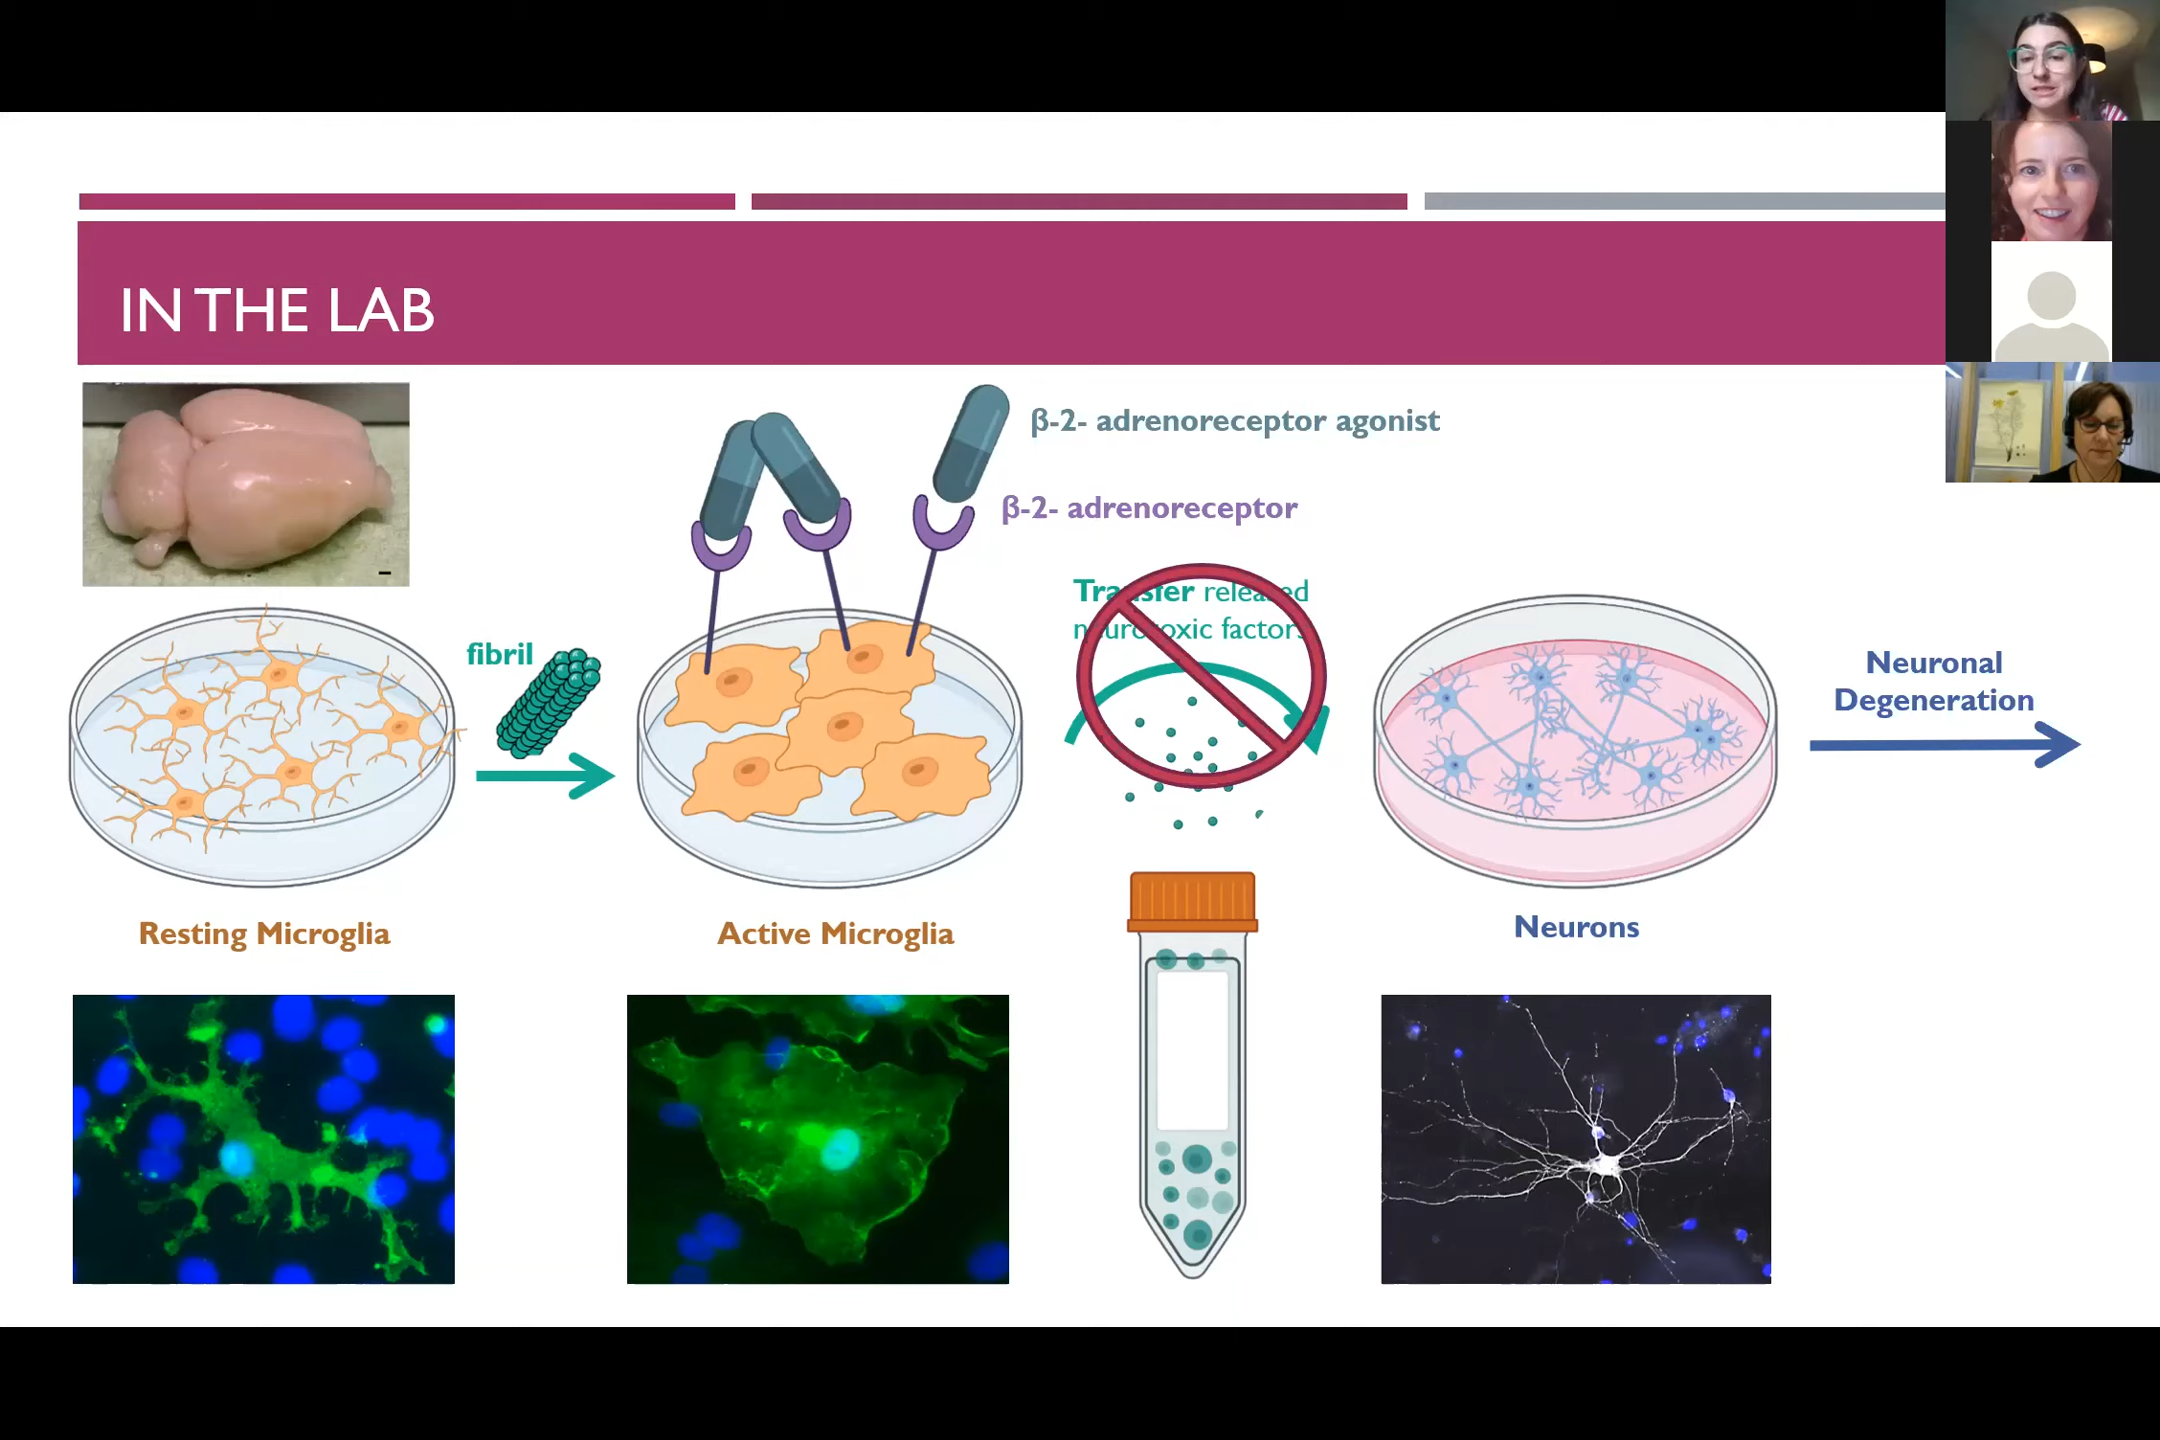 IN THE LAB
β-2- adrenoreceptor agonist
β-2- adrenoreceptor
Transfer released
neurotoxic factors
fibril
Neuronal
Degeneration
Resting Microglia
Active Microglia
Neurons